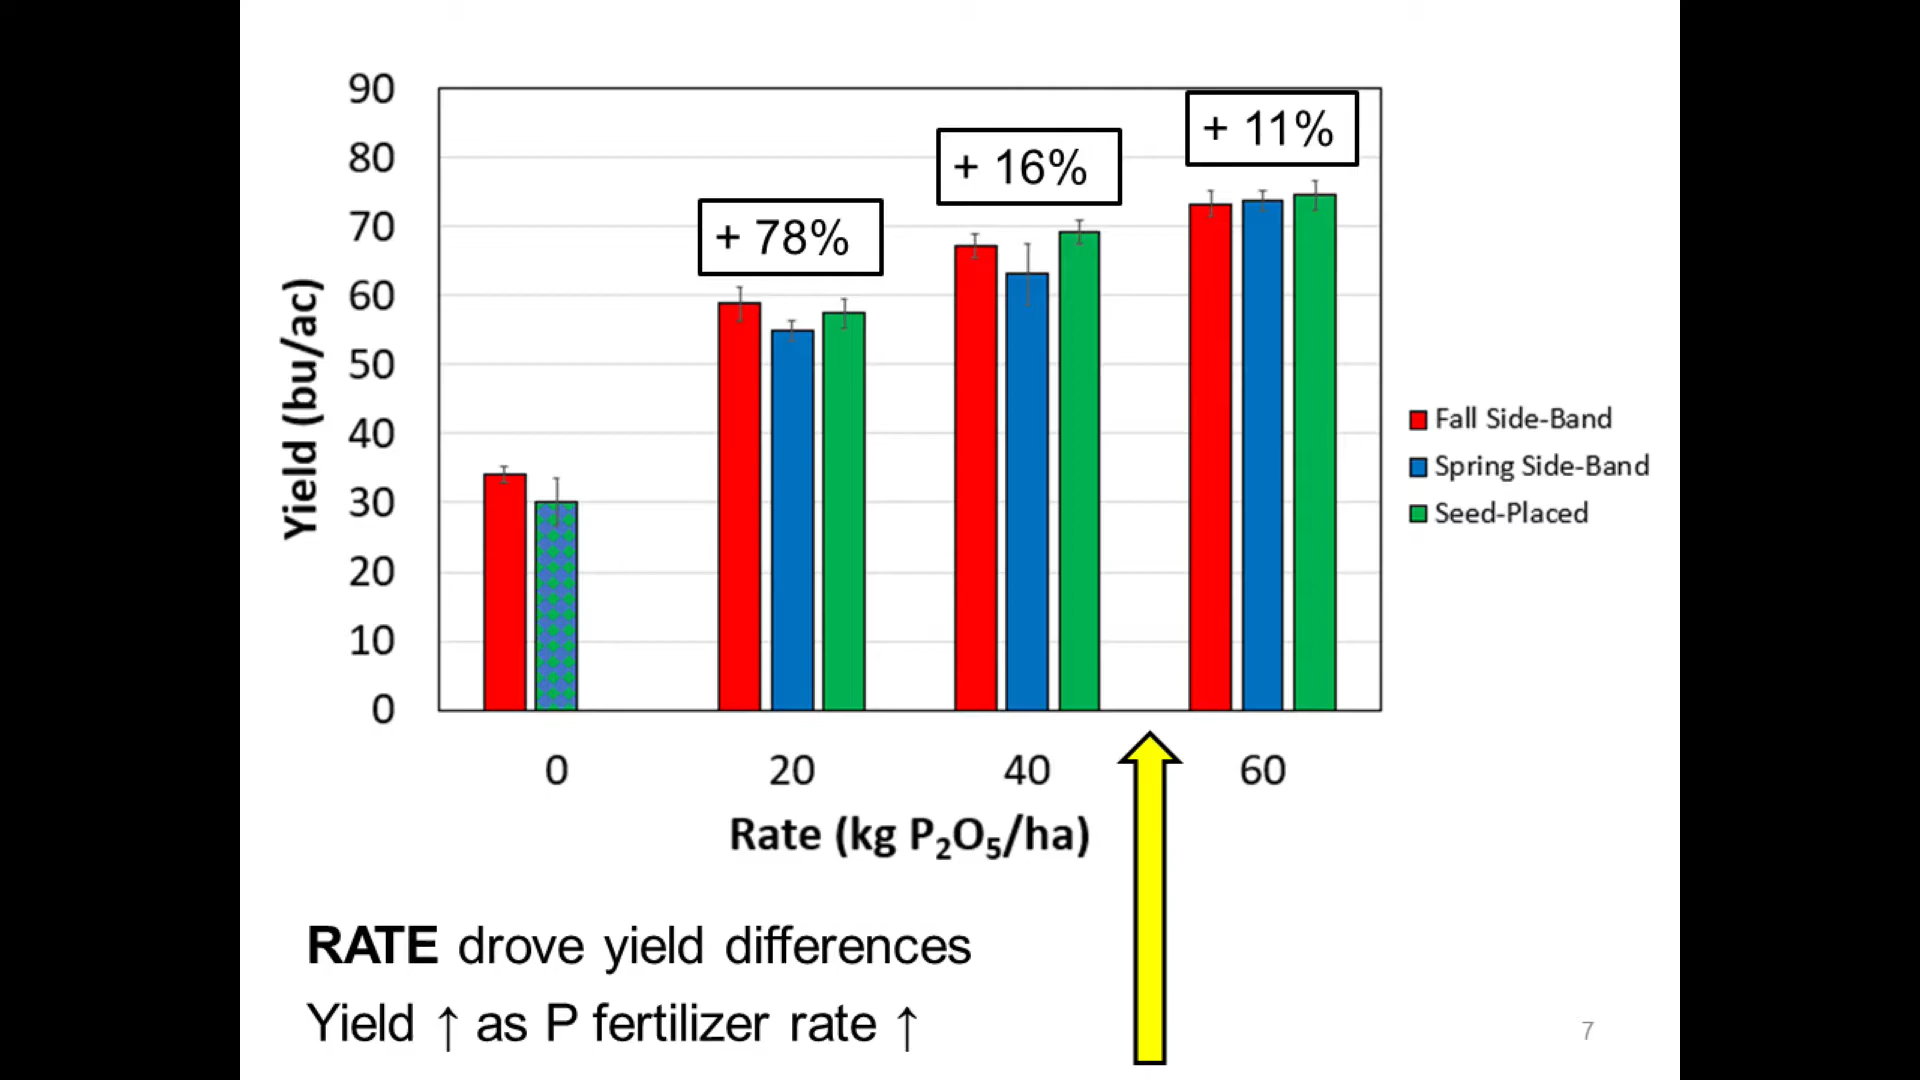 90
80
70
60
50
40
30
20
10
0
Yield (bu/ac)
+ 78%
+ 16%
+ 11%
Fall Side-Band
Spring Side-Band
Seed-Placed
0 20 40 60
Rate (kg P₂O₅/ha)
RATE drove yield differences
Yield ↑ as P fertilizer rate ↑
7